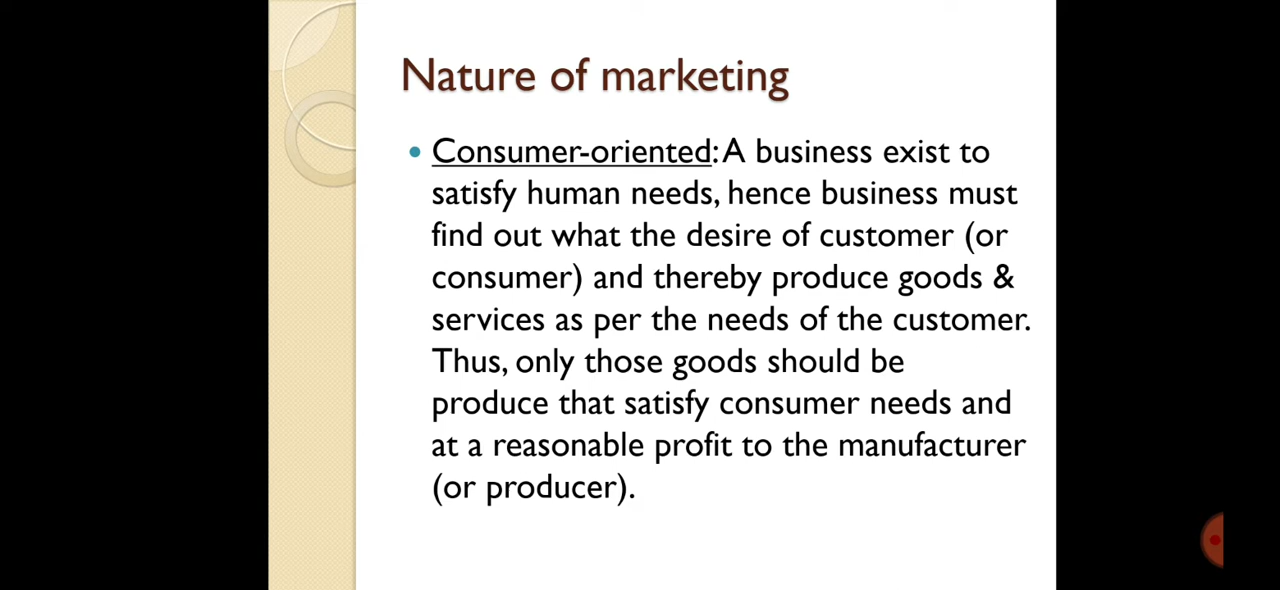 Nature of marketing
• Consumer-oriented: A business exist to
satisfy human needs, hence business must
find out what the desire of customer (or
consumer) and thereby produce goods &
services as per the needs of the customer.
Thus, only those goods should be
produce that satisfy consumer needs and
at a reasonable profit to the manufacturer
(or producer).